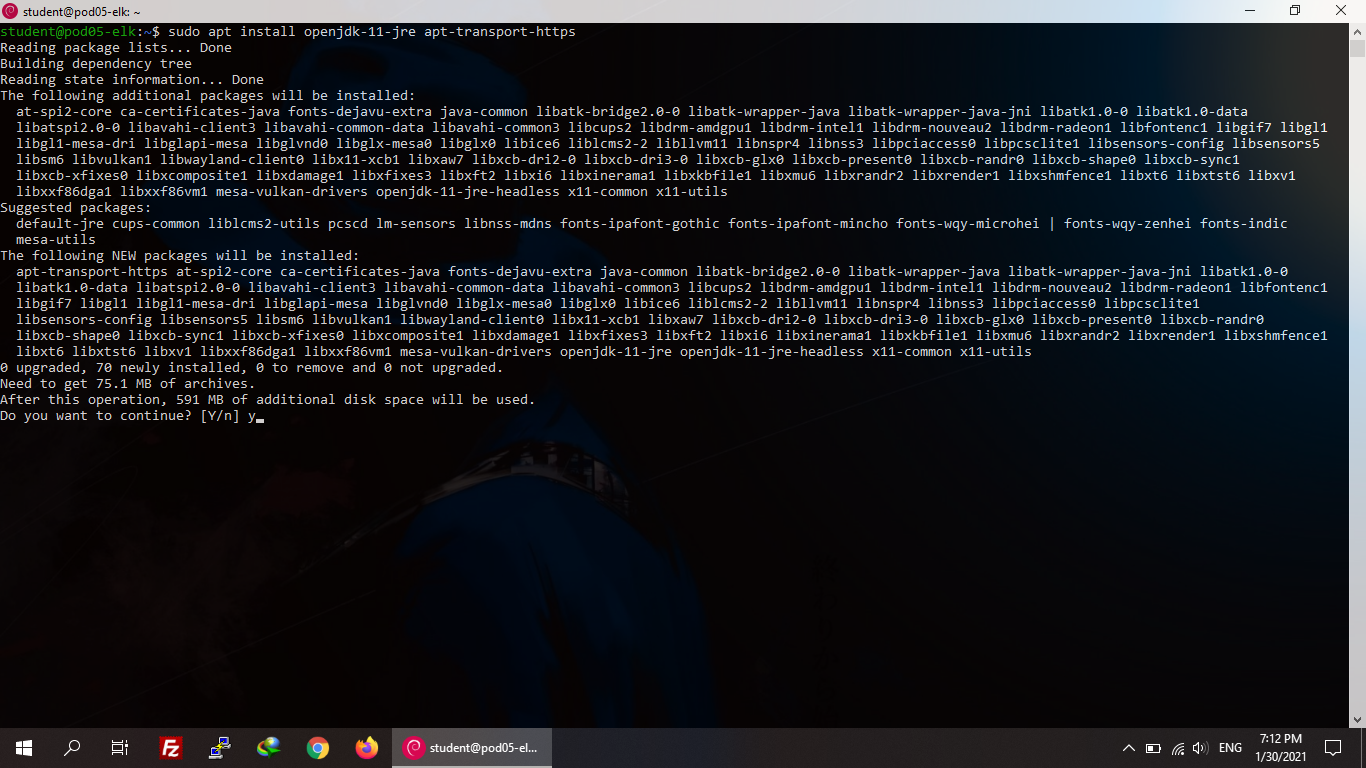 student@pod05-elk: ~
student@pod05-elk:~$ sudo apt install openjdk-11-jre apt-transport-https
Reading package lists... Done
Building dependency tree
Reading state information... Done
The following additional packages will be installed:
  at-spi2-core ca-certificates-java fonts-dejavu-extra java-common libatk-bridge2.0-0 libatk-wrapper-java libatk-wrapper-java-jni libatk1.0-0 libatk1.0-data
  libatspi2.0-0 libavahi-client3 libavahi-common-data libavahi-common3 libcups2 libdrm-amdgpu1 libdrm-intel1 libdrm-nouveau2 libdrm-radeon1 libfontenc1 libgif7 libgl1
  libgl1-mesa-dri libglapi-mesa libglvnd0 libglx-mesa0 libglx0 libice6 liblcms2-2 libllvm11 libnspr4 libnss3 libpciaccess0 libpcsclite1 libsensors-config libsensors5
  libsm6 libvulkan1 libwayland-client0 libx11-xcb1 libxaw7 libxcb-dri2-0 libxcb-dri3-0 libxcb-glx0 libxcb-present0 libxcb-randr0 libxcb-shape0 libxcb-sync1
  libxcb-xfixes0 libxcomposite1 libxdamage1 libxfixes3 libxft2 libxi6 libxinerama1 libxkbfile1 libxmu6 libxrandr2 libxrender1 libxshmfence1 libxt6 libxtst6 libxv1
  libxxf86dga1 libxxf86vm1 mesa-vulkan-drivers openjdk-11-jre-headless x11-common x11-utils
Suggested packages:
  default-jre cups-common liblcms2-utils pcscd lm-sensors libnss-mdns fonts-ipafont-gothic fonts-ipafont-mincho fonts-wqy-microhei | fonts-wqy-zenhei fonts-indic
  mesa-utils
The following NEW packages will be installed:
  apt-transport-https at-spi2-core ca-certificates-java fonts-dejavu-extra java-common libatk-bridge2.0-0 libatk-wrapper-java libatk-wrapper-java-jni libatk1.0-0
  libatk1.0-data libatspi2.0-0 libavahi-client3 libavahi-common-data libavahi-common3 libcups2 libdrm-amdgpu1 libdrm-intel1 libdrm-nouveau2 libdrm-radeon1 libfontenc1
  libgif7 libgl1 libgl1-mesa-dri libglapi-mesa libglvnd0 libglx-mesa0 libglx0 libice6 liblcms2-2 libllvm11 libnspr4 libnss3 libpciaccess0 libpcsclite1
  libsensors-config libsensors5 libsm6 libvulkan1 libwayland-client0 libx11-xcb1 libxaw7 libxcb-dri2-0 libxcb-dri3-0 libxcb-glx0 libxcb-present0 libxcb-randr0
  libxcb-shape0 libxcb-sync1 libxcb-xfixes0 libxcomposite1 libxdamage1 libxfixes3 libxft2 libxi6 libxinerama1 libxkbfile1 libxmu6 libxrandr2 libxrender1 libxshmfence1
  libxt6 libxtst6 libxv1 libxxf86dga1 libxxf86vm1 mesa-vulkan-drivers openjdk-11-jre openjdk-11-jre-headless x11-common x11-utils
0 upgraded, 70 newly installed, 0 to remove and 0 not upgraded.
Need to get 75.1 MB of archives.
After this operation, 591 MB of additional disk space will be used.
Do you want to continue? [Y/n] y
Fz
student@pod05-el...
ENG
7:12 PM
1/30/2021